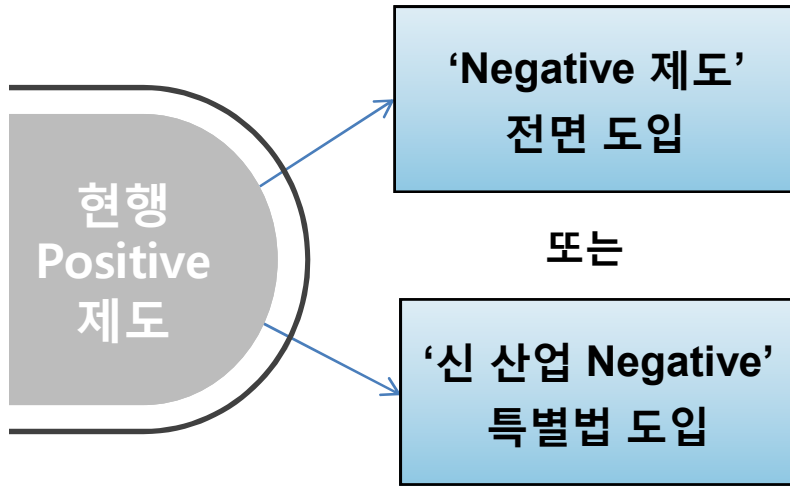 현행
Positive
제도
‘Negative 제도’
전면 도입
또는
‘신 산업 Negative’
특별법 도입